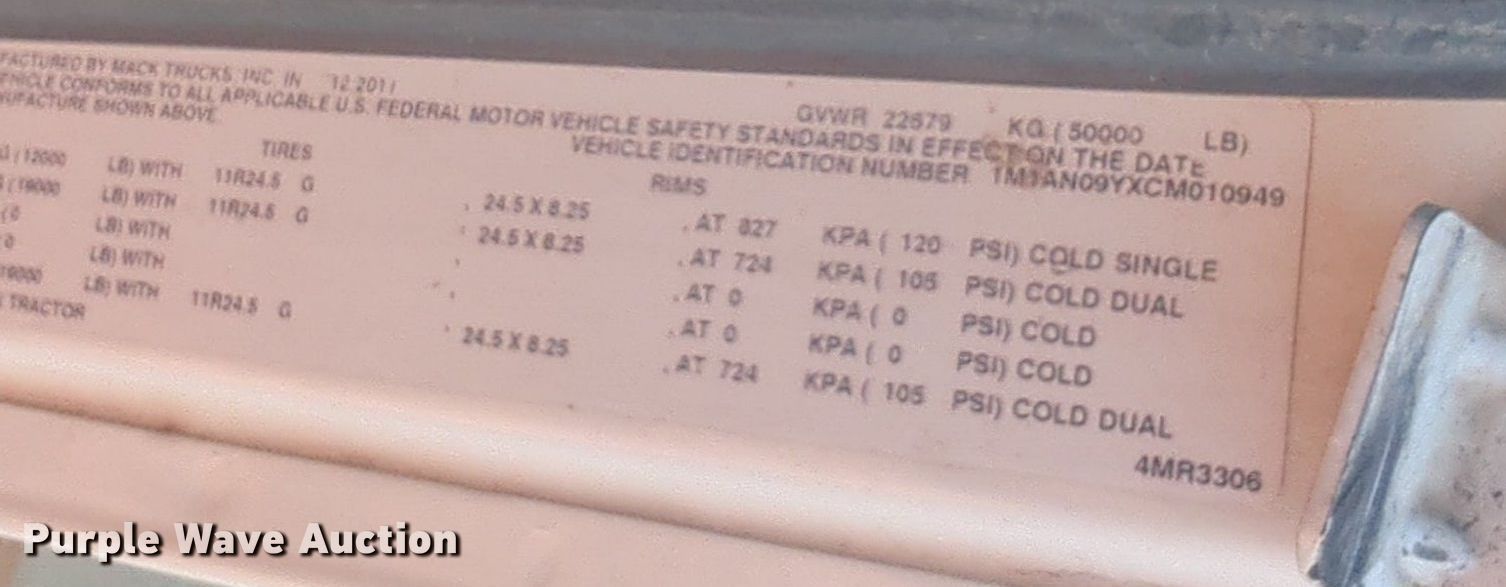 FACTURED BY MACK TRUCKS, INC. IN 12 2011 GVWR 22679 KG ( 50000 LB)
EHICLE CONFORMS TO ALL APPLICABLE U.S. FEDERAL MOTOR VEHICLE SAFETY STANDARDS IN EFFECT ON THE DATE
NUFACTURE SHOWN ABOVE. VEHICLE IDENTIFICATION NUMBER 1M1AN09YXCM010949
TIRES RIMS
G ( 12000 LB) WITH 11R24.5 G , 24.5 X 8.25 , AT 827 KPA ( 120 PSI) COLD SINGLE
( 19000 LB) WITH 11R24.5 G , 24.5 X 8.25 , AT 724 KPA ( 105 PSI) COLD DUAL
( 0 LB) WITH , , AT 0 KPA ( 0 PSI) COLD
0 LB) WITH , , AT 0 KPA ( 0 PSI) COLD
19000 LB) WITH 11R24.5 G , 24.5 X 8.25 , AT 724 KPA ( 105 PSI) COLD DUAL
TRACTOR 4MR3306
Purple Wave Auction